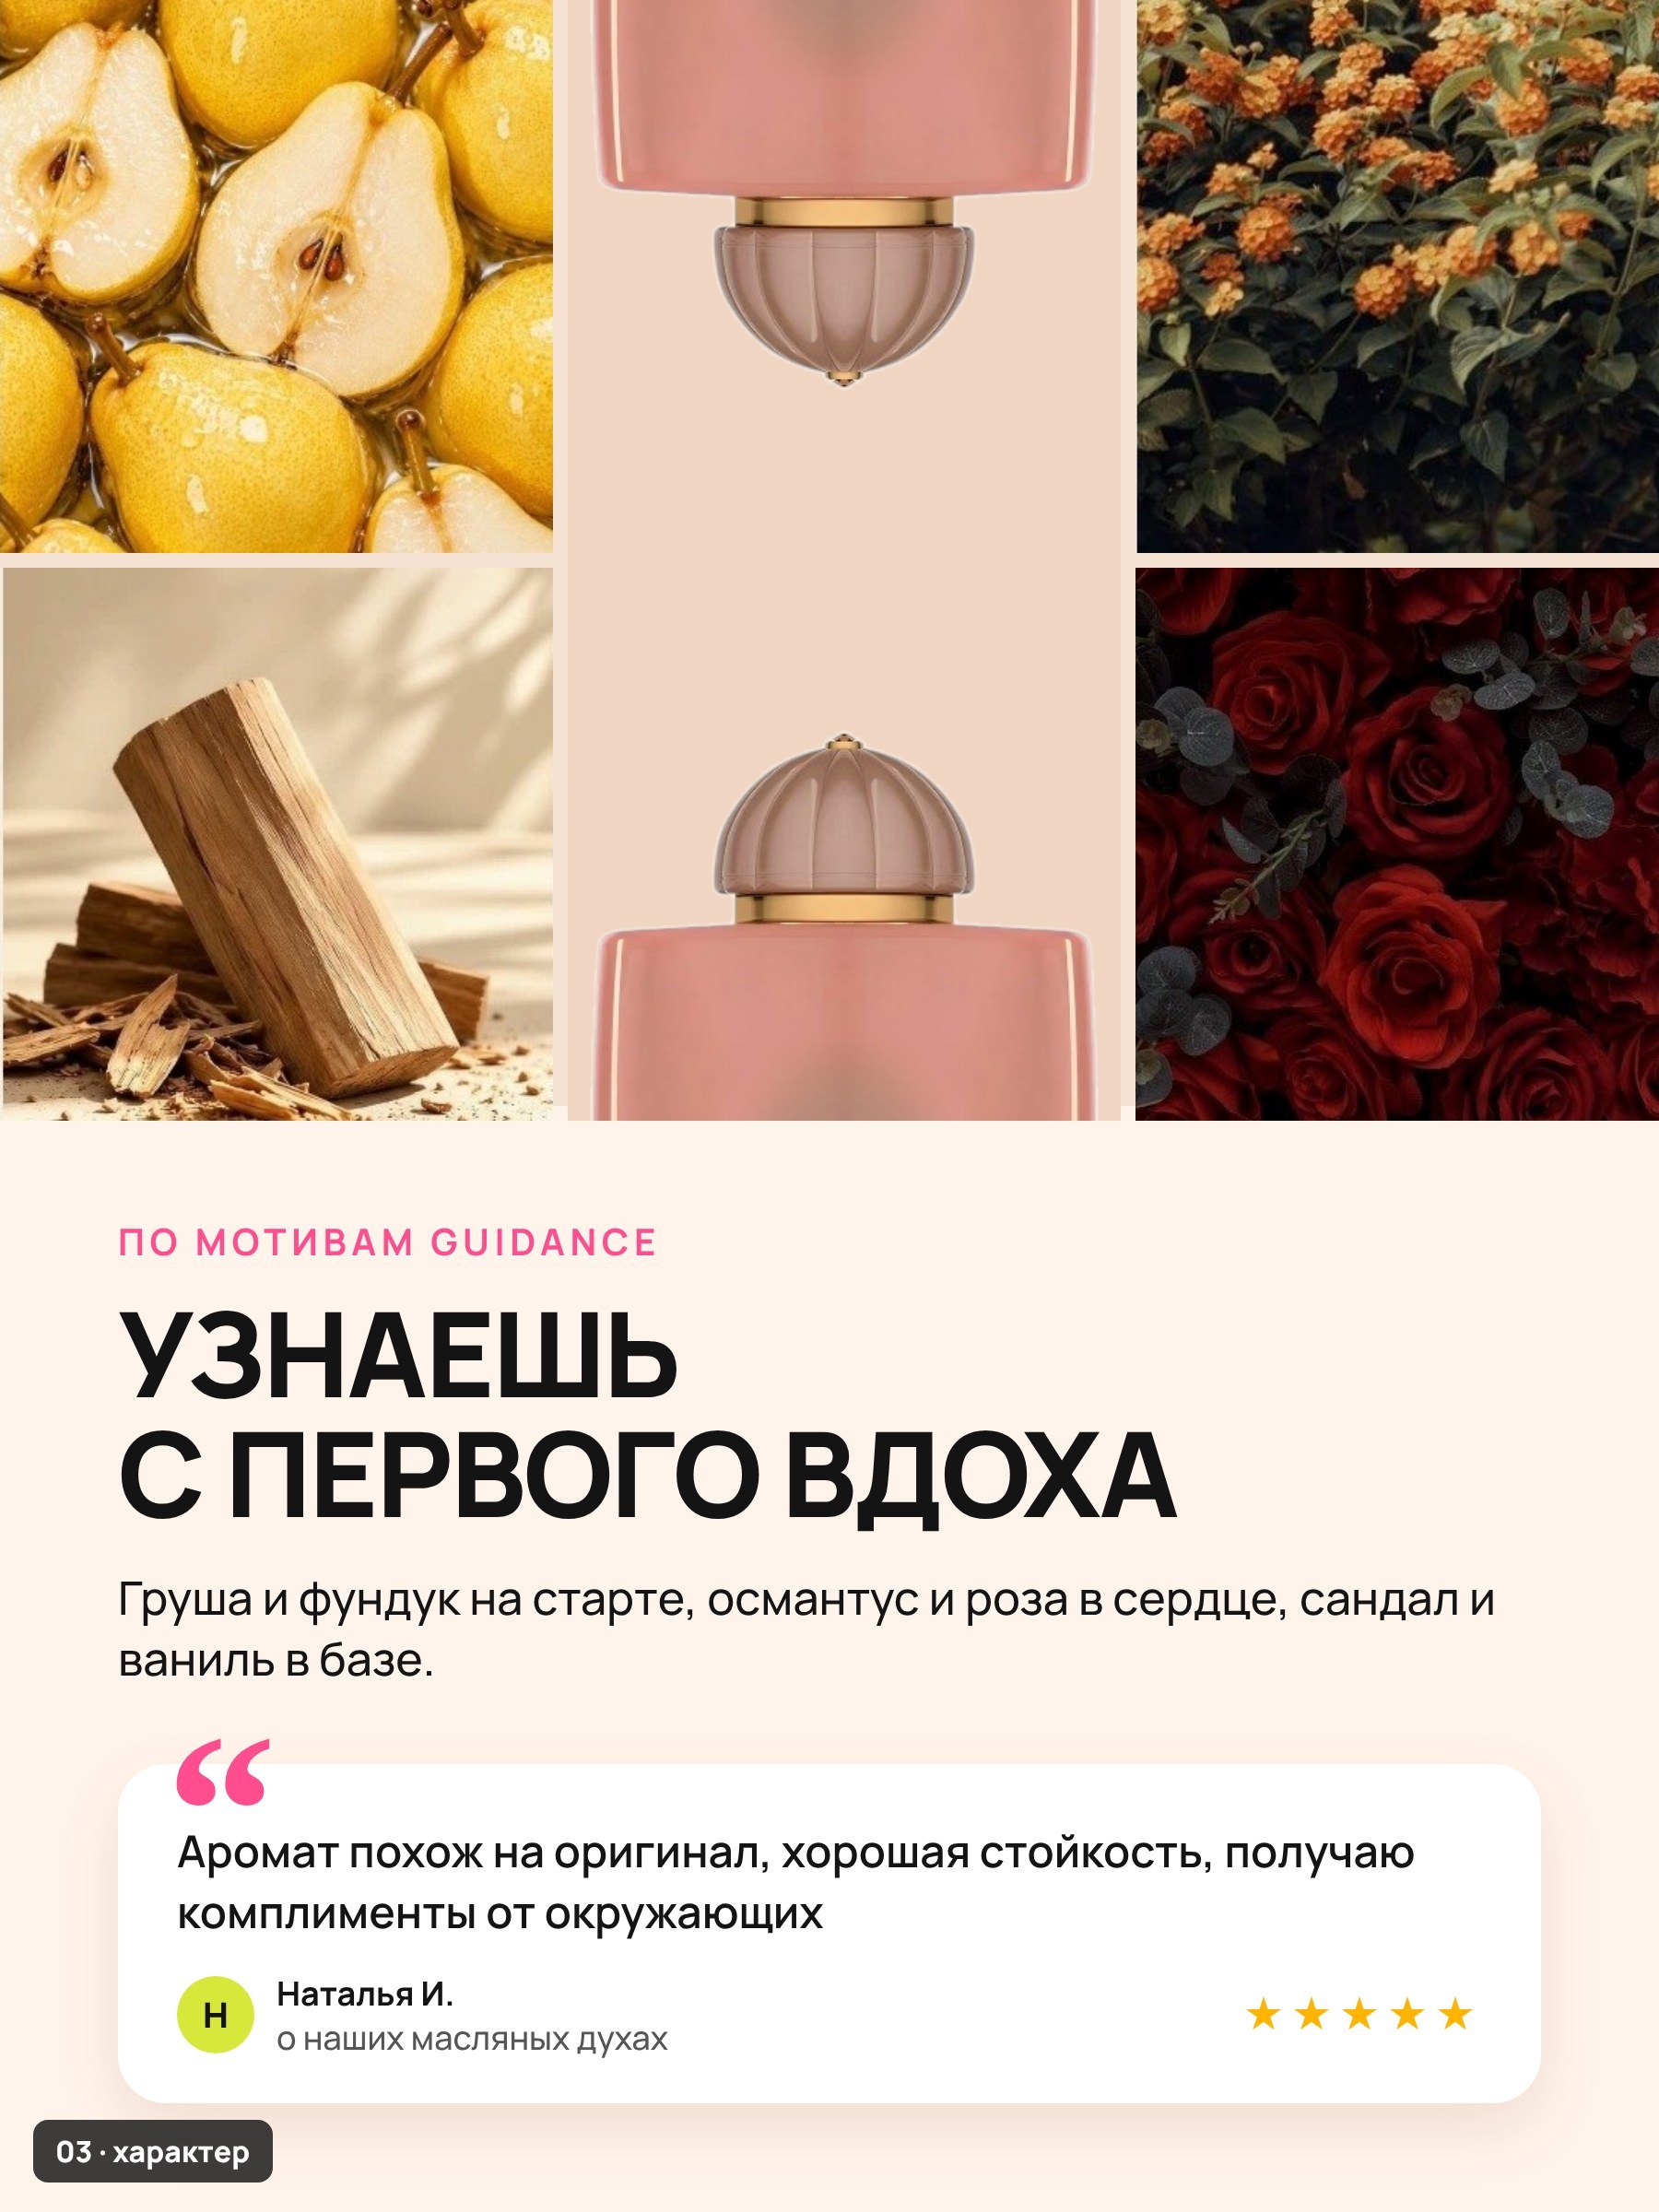 ПО МОТИВАМ GUIDANCE
УЗНАЕШЬ
С ПЕРВОГО ВДОХА
Груша и фундук на старте, османтус и роза в сердце, сандал и
ваниль в базе.
“
Аромат похож на оригинал, хорошая стойкость, получаю
комплименты от окружающих
Н
Наталья И.
о наших масляных духах
★★★★★
03 · характер